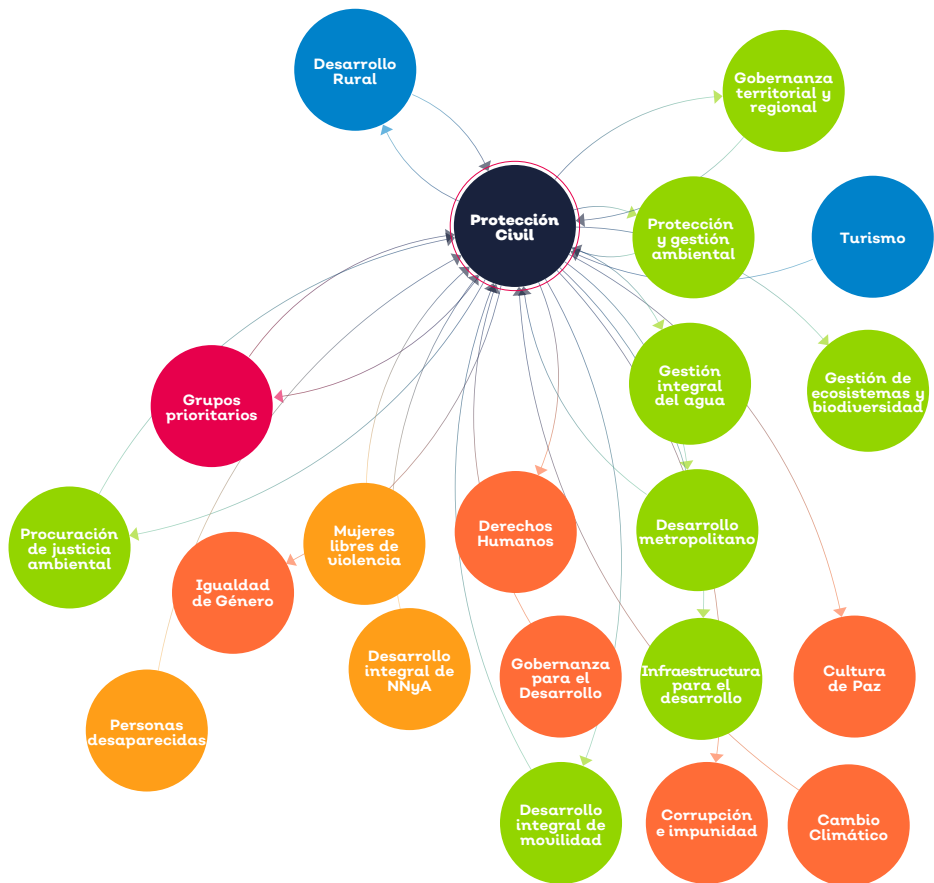 Desarrollo
Rural
Gobernanza
territorial y
regional
Protección
Civil
Protección
y gestión
ambiental
Turismo
Gestión
integral
del agua
Gestión de
ecosistemas y
biodiversidad
Grupos
prioritarios
Procuración
de justicia
ambiental
Mujeres
libres de
violencia
Derechos
Humanos
Desarrollo
metropolitano
Igualdad
de Género
Desarrollo
integral de
NNyA
Gobernanza
para el
Desarrollo
Infraestructura
para el
desarrollo
Cultura
de Paz
Personas
desaparecidas
Desarrollo
integral de
movilidad
Corrupción
e impunidad
Cambio
Climático